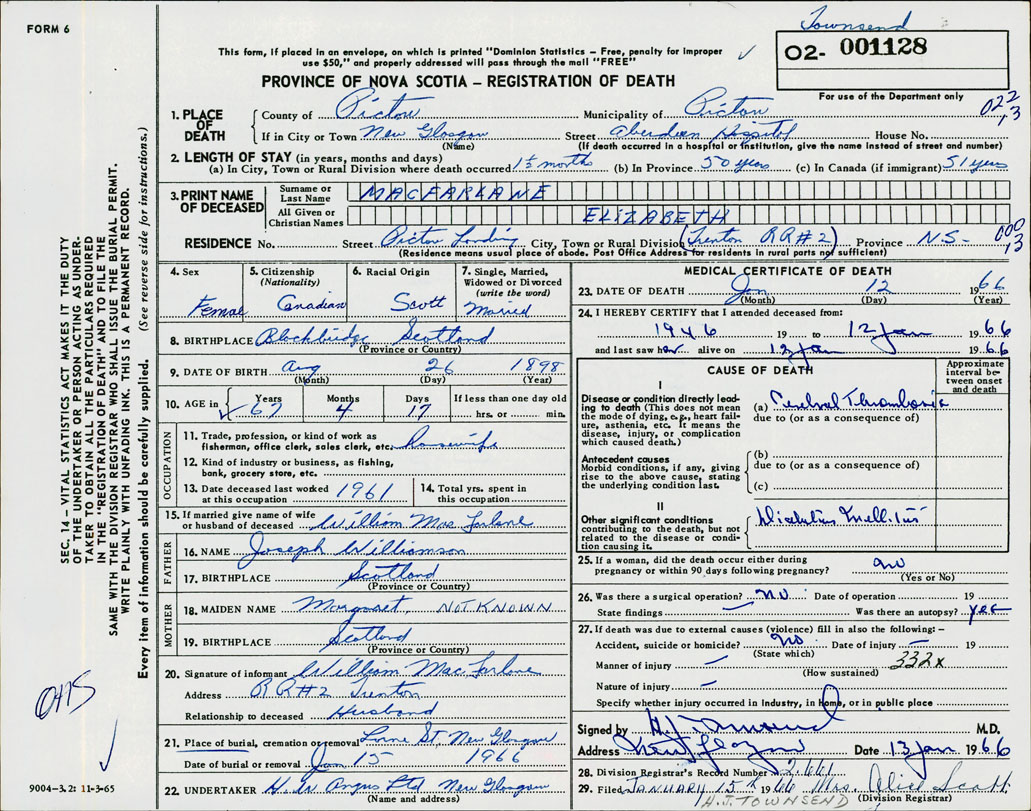 FORM 6
Townsend
This form, if placed in an envelope, on which is printed "Dominion Statistics – Free, penalty for improper
use $50," and properly addressed will pass through the mail "FREE"
02- 001128
PROVINCE OF NOVA SCOTIA – REGISTRATION OF DEATH
For use of the Department only
022
13
1. PLACE OF DEATH
County of Pictou Municipality of Pictou
If in City or Town New Glasgow Street Aberdeen Hospital House No.
(Name) (If death occurred in a hospital or institution, give the name instead of street and number)
2. LENGTH OF STAY (in years, months and days)
(a) In City, Town or Rural Division where death occurred 1½ months (b) In Province 50 years (c) In Canada (if immigrant) 51 years
3. PRINT NAME OF DECEASED
Surname or Last Name MACFARLANE
All Given or Christian Names ELIZABETH
RESIDENCE No. Street Pictou Landing City, Town or Rural Division (Trenton RR#2) Province N.S-
000
13
(Residence means usual place of abode. Post Office Address for residents in rural parts not sufficient)
4. Sex Female
5. Citizenship (Nationality) Canadian
6. Racial Origin Scott
7. Single, Married, Widowed or Divorced (write the word) Married
8. BIRTHPLACE Blackbridge Scotland
(Province or Country)
9. DATE OF BIRTH Aug 26 1898
(Month) (Day) (Year)
10. AGE in Years 67 Months 4 Days 17 If less than one day old hrs. or min.
OCCUPATION
11. Trade, profession, or kind of work as
fisherman, office clerk, sales clerk, etc. housewife
12. Kind of industry or business, as fishing,
bank, grocery store, etc.
13. Date deceased last worked at this occupation 1961
14. Total yrs. spent in this occupation
15. If married give name of wife
or husband of deceased William MacFarlane
FATHER
16. NAME Joseph Williamson
17. BIRTHPLACE Scotland
(Province or Country)
MOTHER
18. MAIDEN NAME Margaret, NOT KNOWN
19. BIRTHPLACE Scotland
(Province or Country)
20. Signature of informant William MacFarlane
Address RR#2 Trenton
Relationship to deceased Husband
21. Place of burial, cremation or removal Lorne St, New Glasgow
Date of burial or removal Jan 15 1966
22. UNDERTAKER H. W. Angus Ltd New Glasgow
(Name and address)
MEDICAL CERTIFICATE OF DEATH
23. DATE OF DEATH Jan 12 1966
(Month) (Day) (Year)
24. I HEREBY CERTIFY that I attended deceased from:
1946 19 to 12 Jan 1966
and last saw her alive on 12 Jan 1966
CAUSE OF DEATH
Approximate interval between onset and death
I
Disease or condition directly leading
to death (This does not mean
the mode of dying, e.g., heart failure,
asthenia, etc. It means the
disease, injury, or complication
which caused death.)
(a) Cerebral Thrombosis
due to (or as a consequence of)
Antecedent causes
Morbid conditions, if any, giving
rise to the above cause, stating
the underlying condition last.
(b)
due to (or as a consequence of)
(c)
II
Other significant conditions
contributing to the death, but not
related to the disease or condition
causing it.
Diabetus Mellitus
25. If a woman, did the death occur either during
pregnancy or within 90 days following pregnancy? no
(Yes or No)
26. Was there a surgical operation? no Date of operation 19
State findings – Was there an autopsy? yes
27. If death was due to external causes (violence) fill in also the following: –
Accident, suicide or homicide? no Date of injury – 19
(State which)
Manner of injury – 332x
(How sustained)
Nature of injury –
Specify whether injury occurred in Industry, in Home, or in public place
Signed by H J Townsend M.D.
Address New Glasgow Date 13 Jan 1966
28. Division Registrar's Record Number 2,661
29. Filed JANUARY 15th 1966 Mrs. Alice Scott
H.J. TOWNSEND (Division Registrar)
SEC. 14 – VITAL STATISTICS ACT MAKES IT THE DUTY
OF THE UNDERTAKER OR PERSON ACTING AS UNDERTAKER
TO OBTAIN ALL THE PARTICULARS REQUIRED
IN THE "REGISTRATION OF DEATH" AND TO FILE THE
SAME WITH THE DIVISION REGISTRAR WHO SHALL ISSUE THE BURIAL PERMIT.
WRITE PLAINLY WITH UNFADING INK. THIS IS A PERMANENT RECORD.
Every item of information should be carefully supplied. (See reverse side for instructions.)
9004-3.2: 11-3-65